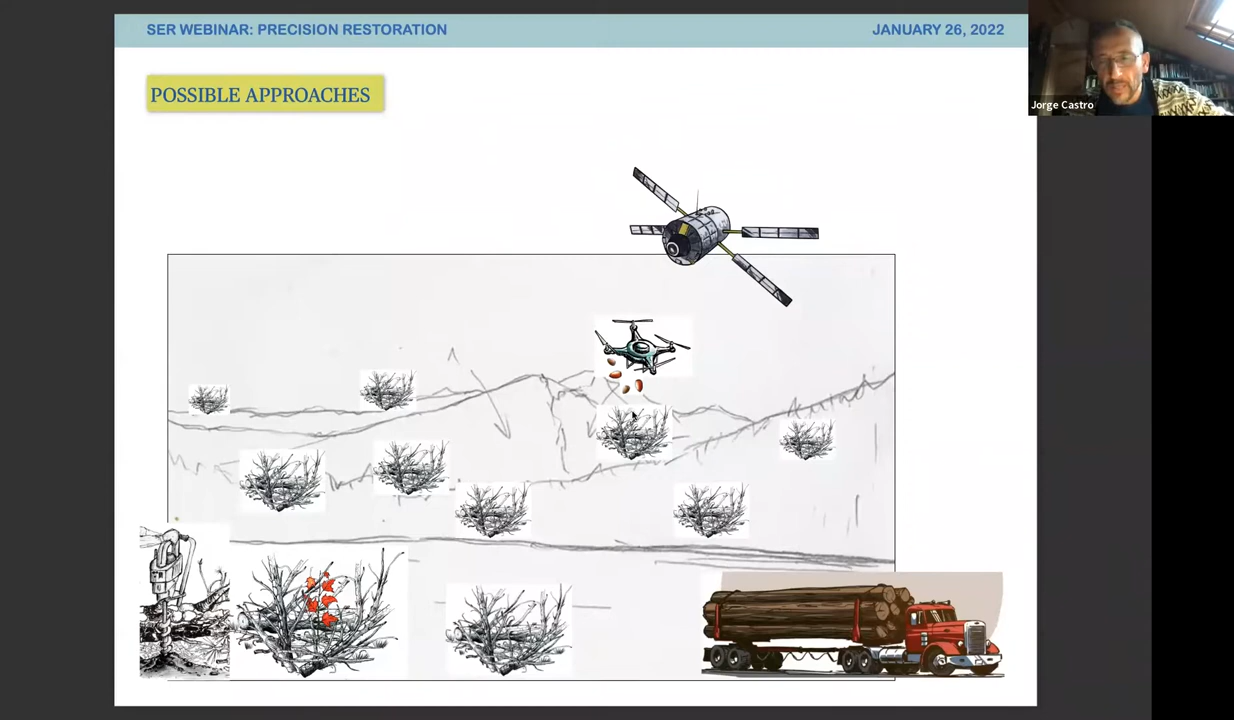 SER WEBINAR: PRECISION RESTORATION
JANUARY 26, 2022
POSSIBLE APPROACHES
Jorge Castro